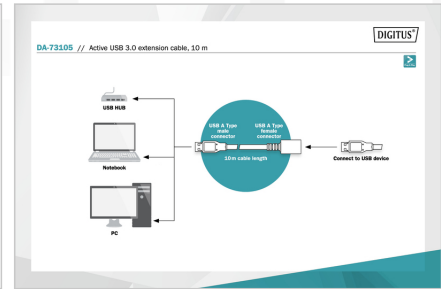 DIGITUS®
DA-73105 // Active USB 3.0 extension cable, 10 m
USB HUB
Notebook
PC
USB A Type
male
connector
USB A Type
female
connector
10 m cable length
Connect to USB device